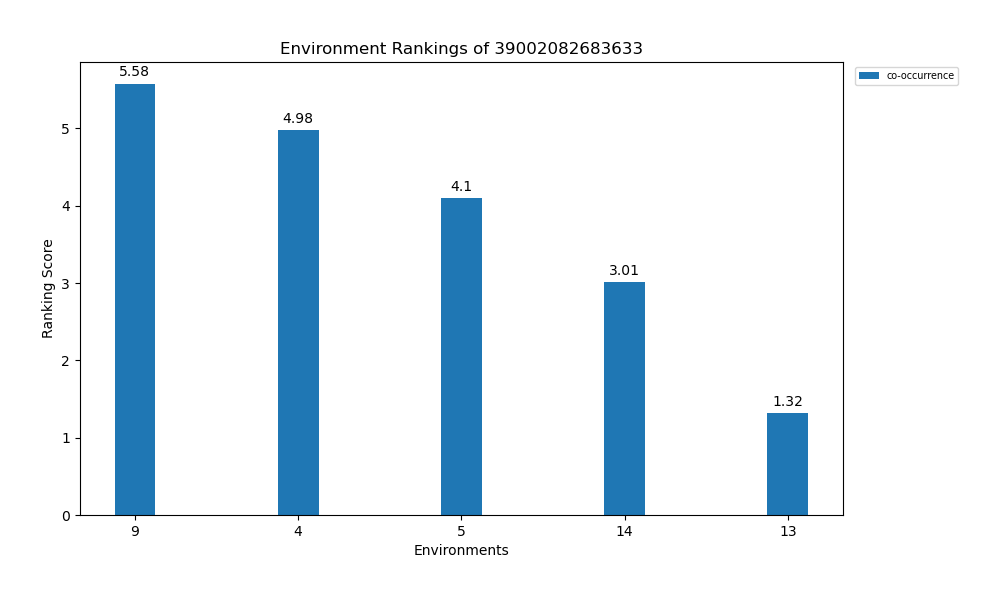 Environment Rankings of 39002082683633
co-occurrence
5.58
4.98
4.1
3.01
1.32
Ranking Score
5
4
3
2
1
0
9 4 5 14 13
Environments